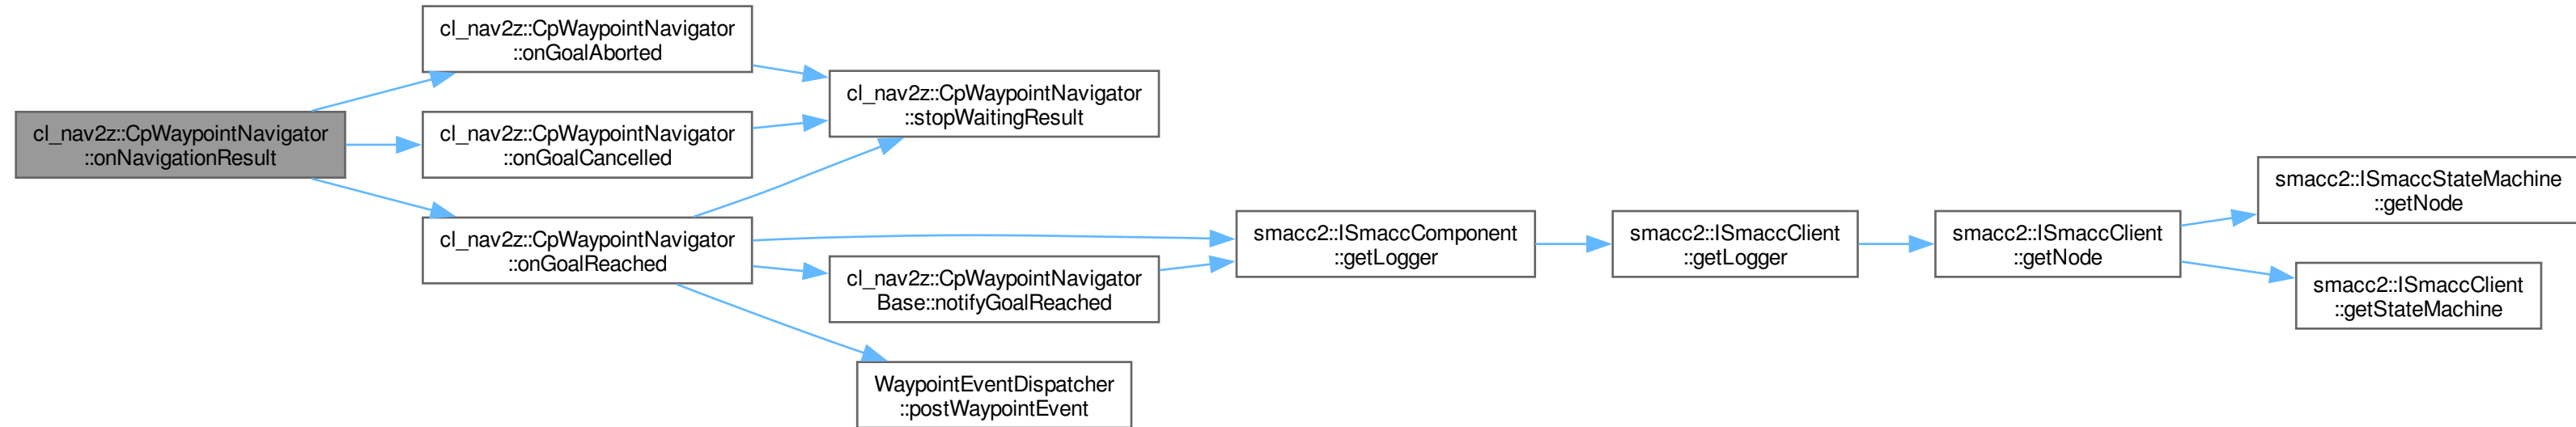 cl_nav2z::CpWaypointNavigator
::onNavigationResult
cl_nav2z::CpWaypointNavigator
::onGoalAborted
cl_nav2z::CpWaypointNavigator
::onGoalCancelled
cl_nav2z::CpWaypointNavigator
::onGoalReached
cl_nav2z::CpWaypointNavigator
::stopWaitingResult
cl_nav2z::CpWaypointNavigator
Base::notifyGoalReached
WaypointEventDispatcher
::postWaypointEvent
smacc2::ISmaccComponent
::getLogger
smacc2::ISmaccClient
::getLogger
smacc2::ISmaccClient
::getNode
smacc2::ISmaccStateMachine
::getNode
smacc2::ISmaccClient
::getStateMachine